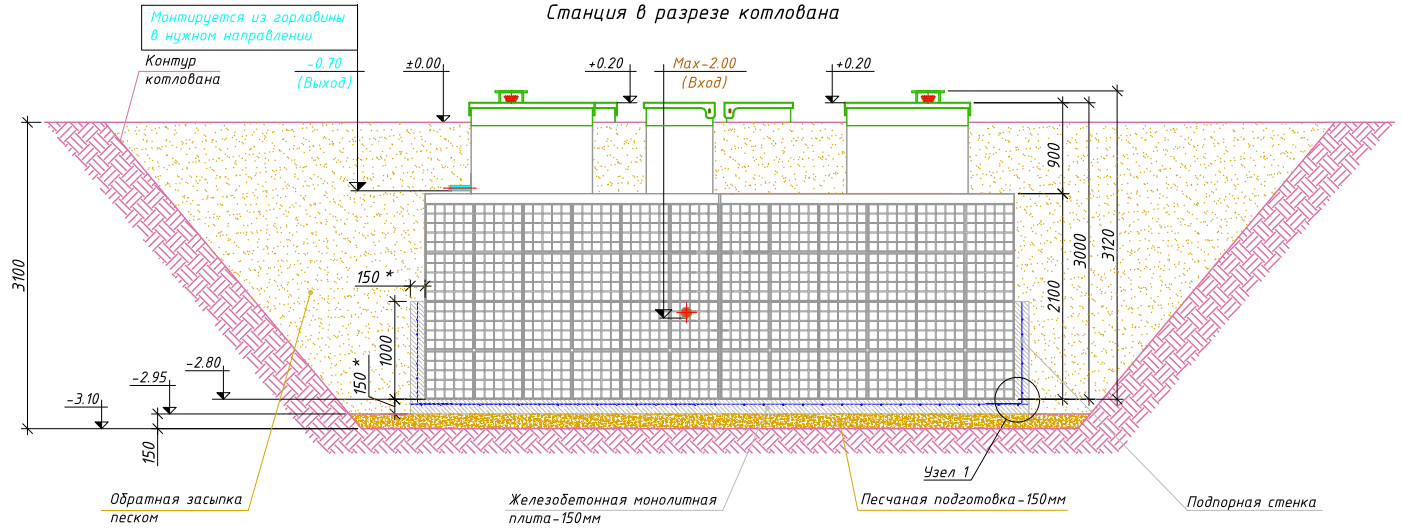 Станция в разрезе котлована
Монтируется из горловины
в нужном направлении
Контур
котлована
-0.70
(Выход)
±0.00
+0.20
Max-2.00
(Вход)
+0.20
900
3000
3120
2100
3100
150 *
1000
150 *
-2.80
-2.95
-3.10
150
Узел 1
Обратная засыпка
песком
Железобетонная монолитная
плита-150мм
Песчаная подготовка-150мм
Подпорная стенка